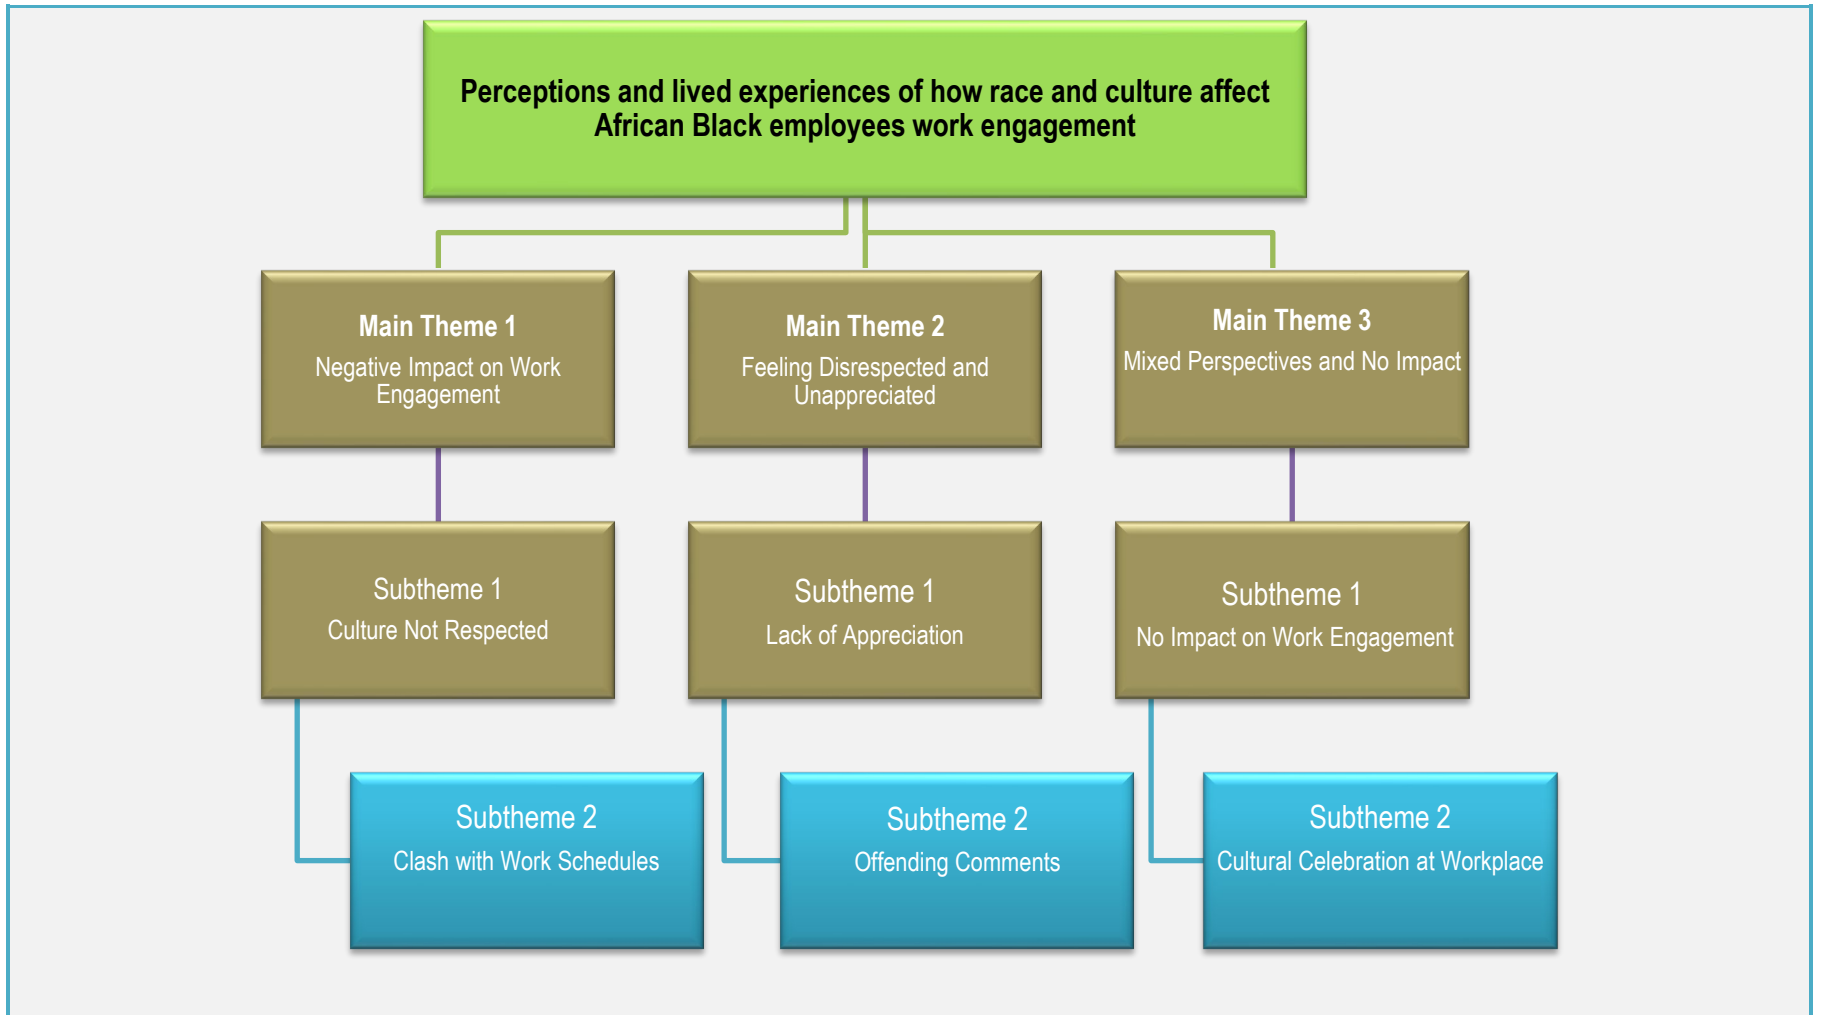 Perceptions and lived experiences of how race and culture affect
African Black employees work engagement
Main Theme 1
Negative Impact on Work
Engagement
Main Theme 2
Feeling Disrespected and
Unappreciated
Main Theme 3
Mixed Perspectives and No Impact
Subtheme 1
Culture Not Respected
Subtheme 1
Lack of Appreciation
Subtheme 1
No Impact on Work Engagement
Subtheme 2
Clash with Work Schedules
Subtheme 2
Offending Comments
Subtheme 2
Cultural Celebration at Workplace